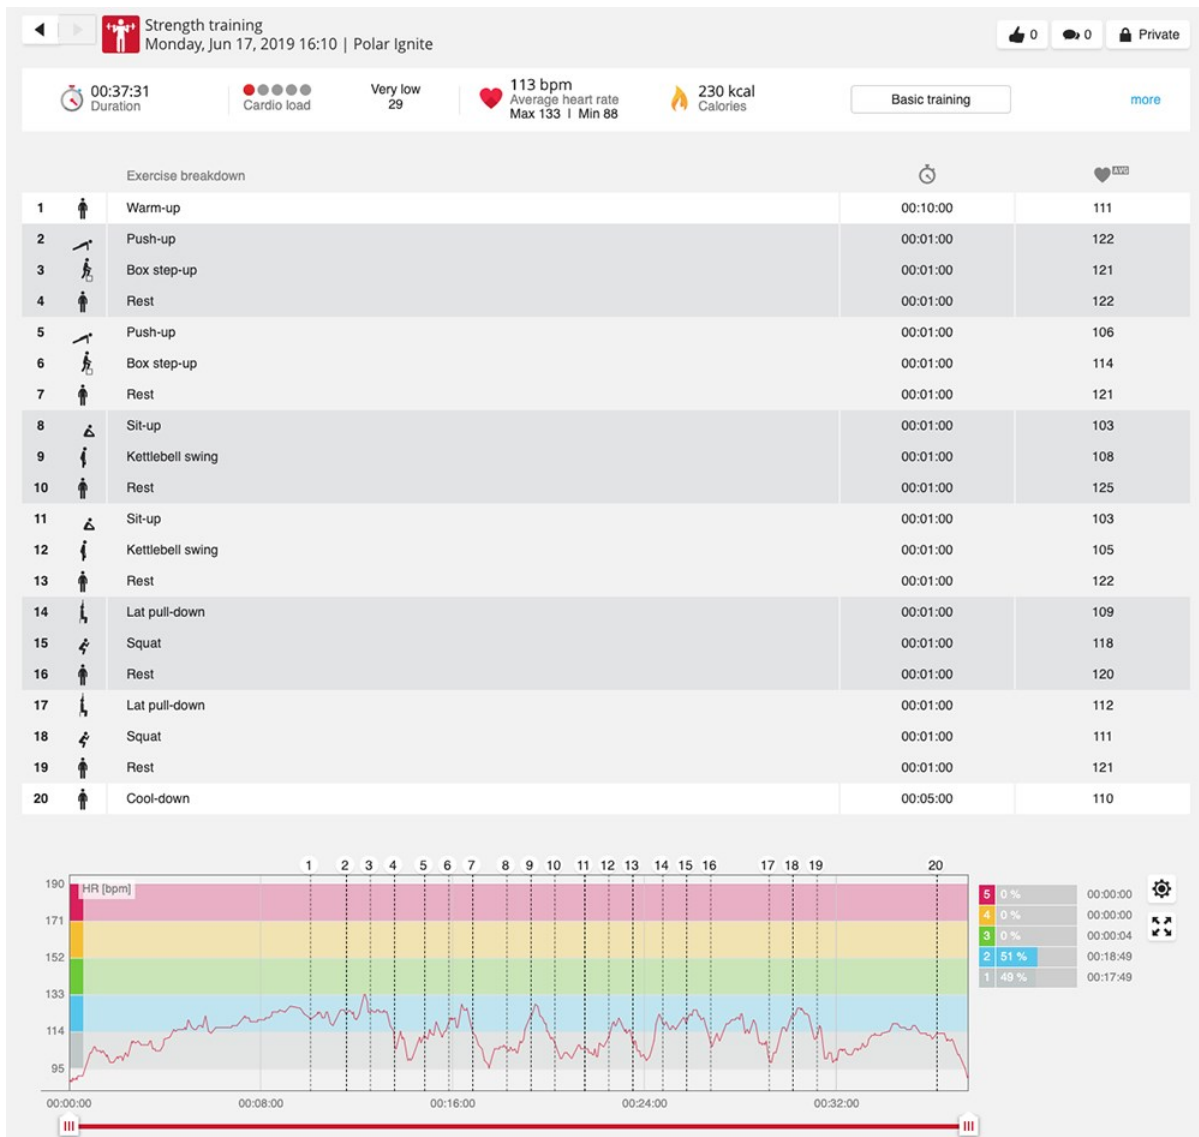 Strength training
Monday, Jun 17, 2019 16:10 | Polar Ignite
0
0
Private
00:37:31
Duration
Cardio load
Very low
29
113 bpm
Average heart rate
Max 133 | Min 88
230 kcal
Calories
Basic training
more
Exercise breakdown
AVG
1 Warm-up 00:10:00 111
2 Push-up 00:01:00 122
3 Box step-up 00:01:00 121
4 Rest 00:01:00 122
5 Push-up 00:01:00 106
6 Box step-up 00:01:00 114
7 Rest 00:01:00 121
8 Sit-up 00:01:00 103
9 Kettlebell swing 00:01:00 108
10 Rest 00:01:00 125
11 Sit-up 00:01:00 103
12 Kettlebell swing 00:01:00 105
13 Rest 00:01:00 122
14 Lat pull-down 00:01:00 109
15 Squat 00:01:00 118
16 Rest 00:01:00 120
17 Lat pull-down 00:01:00 112
18 Squat 00:01:00 111
19 Rest 00:01:00 121
20 Cool-down 00:05:00 110
1 2 3 4 5 6 7 8 9 10 11 12 13 14 15 16 17 18 19 20
HR [bpm]
190
171
152
133
114
95
00:00:00 00:08:00 00:16:00 00:24:00 00:32:00
5 0 % 00:00:00
4 0 % 00:00:00
3 0 % 00:00:04
2 51 % 00:18:49
1 49 % 00:17:49